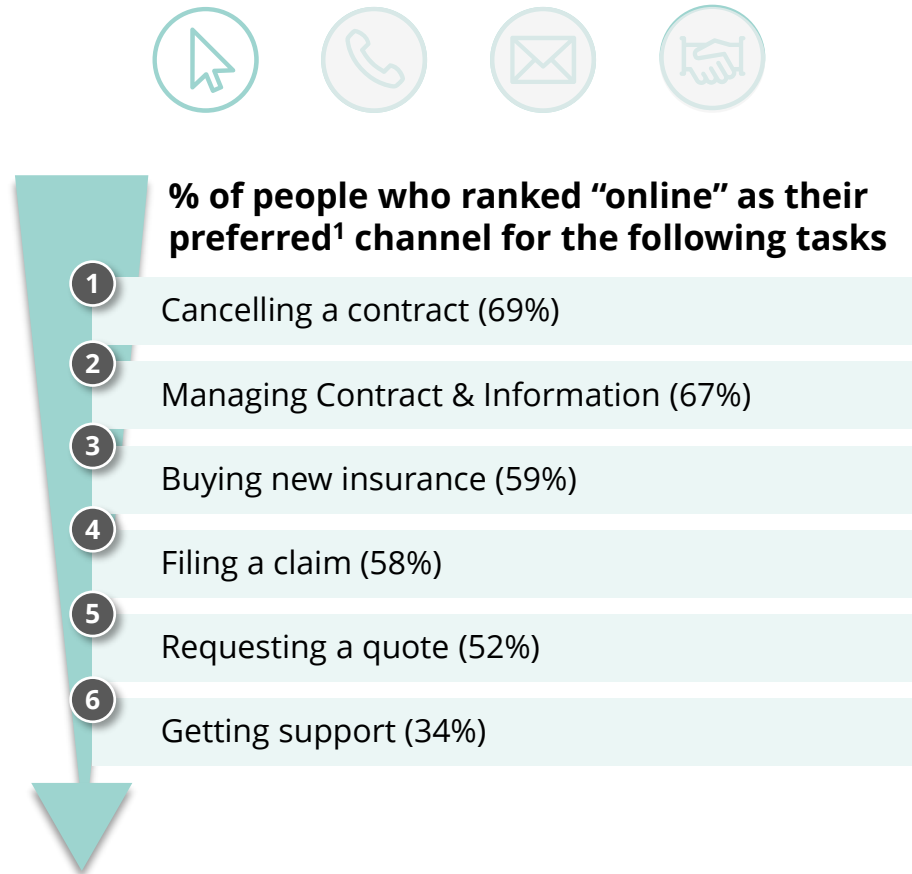 % of people who ranked “online” as their
preferred¹ channel for the following tasks
1
Cancelling a contract (69%)
2
Managing Contract & Information (67%)
3
Buying new insurance (59%)
4
Filing a claim (58%)
5
Requesting a quote (52%)
6
Getting support (34%)